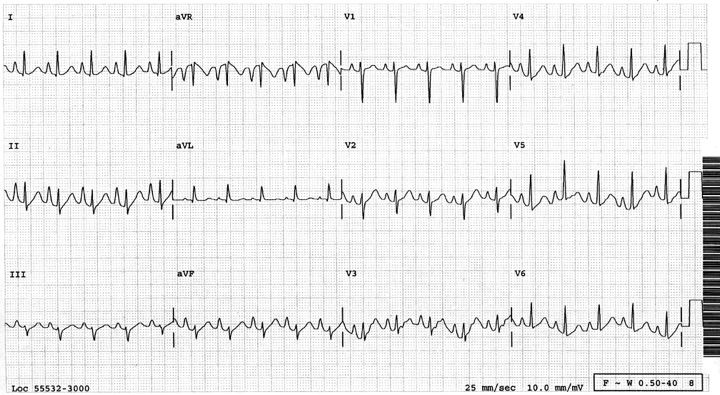 I aVR V1 V4
II aVL V2 V5
III aVF V3 V6
Loc 55532-3000 25 mm/sec 10.0 mm/mV F ~ W 0.50-40 8